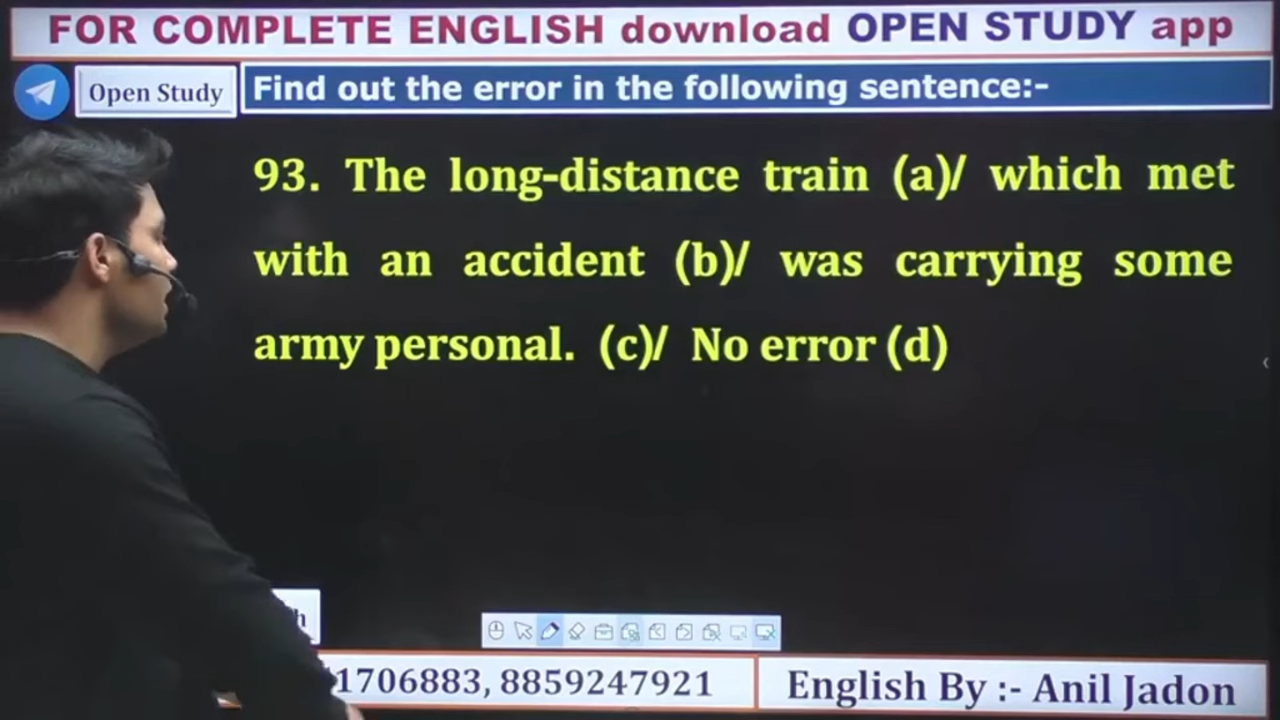 FOR COMPLETE ENGLISH download OPEN STUDY app
Open Study
Find out the error in the following sentence:-
93. The long-distance train (a)/ which met
with an accident (b)/ was carrying some
army personal. (c)/ No error (d)
1706883, 8859247921
English By :- Anil Jadon